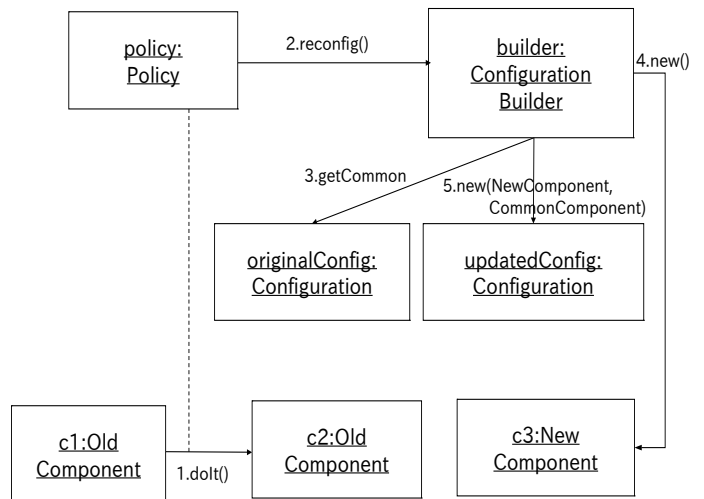 policy:
Policy
2.reconfig()
builder:
Configuration
Builder
4.new()
3.getCommon
5.new(NewComponent,
CommonComponent)
originalConfig:
Configuration
updatedConfig:
Configuration
c1:Old
Component
1.doIt()
c2:Old
Component
c3:New
Component